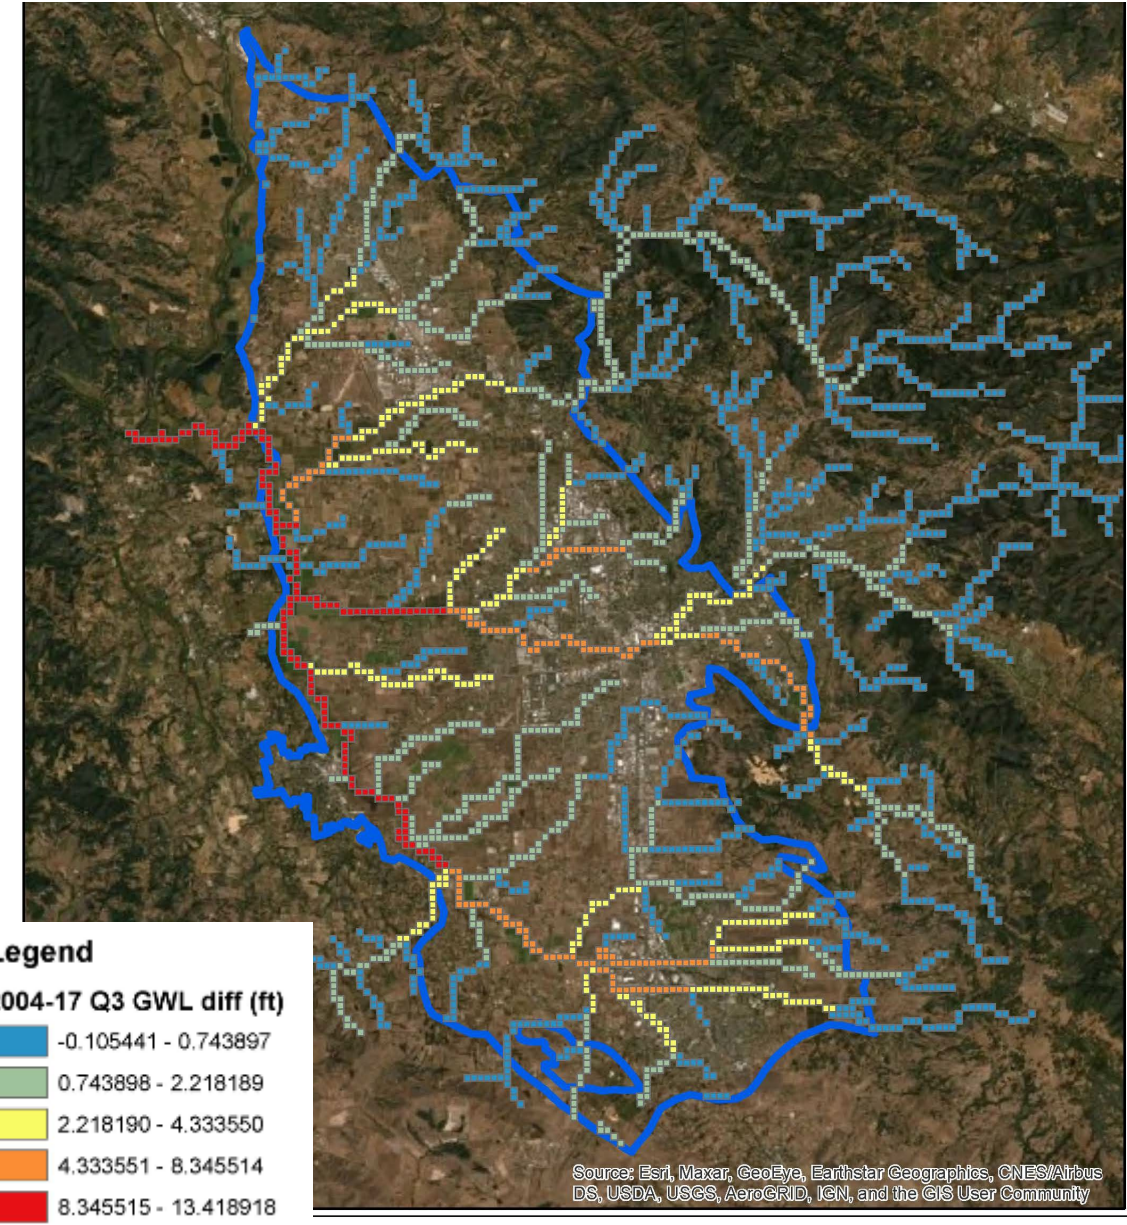 Legend
2004-17 Q3 GWL diff (ft)
-0.105441 - 0.743897
0.743898 - 2.218189
2.218190 - 4.333550
4.333551 - 8.345514
8.345515 - 13.418918
Source: Esri, Maxar, GeoEye, Earthstar Geographics, CNES/Airbus
DS, USDA, USGS, AeroGRID, IGN, and the GIS User Community